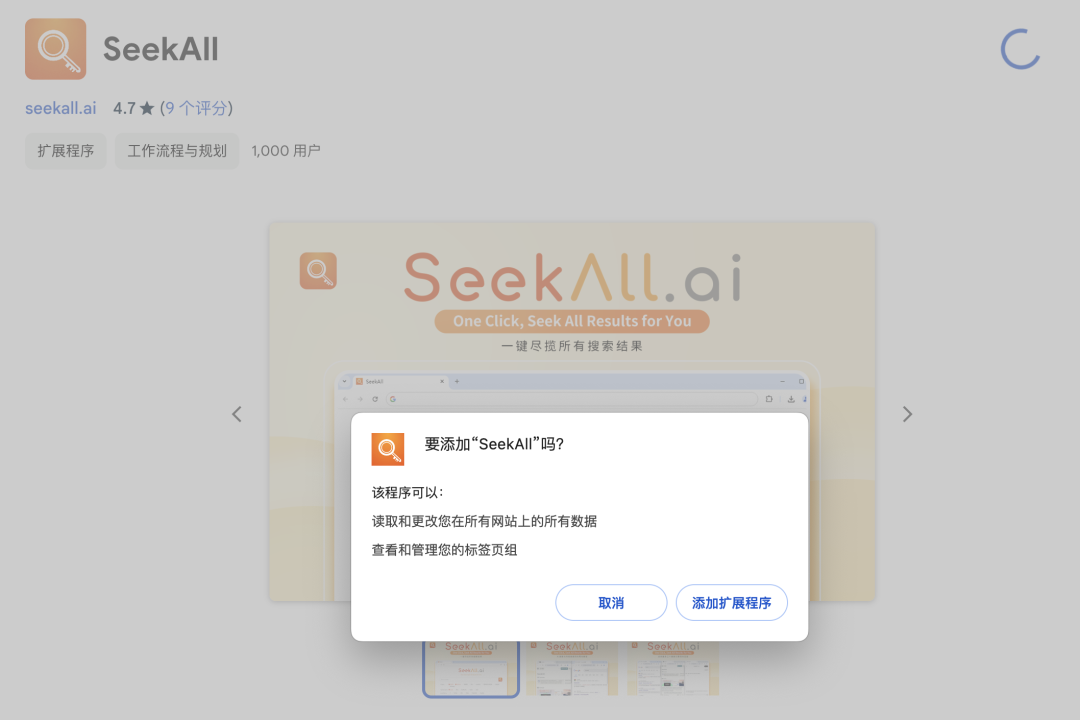 SeekAll
seekall.ai 4.7 ★ (9 个评分)
扩展程序 工作流程与规划 1,000 用户
SeekAll.ai
One Click, Seek All Results for You
一键尽揽所有搜索结果
SeekAll
要添加“SeekAll”吗?
该程序可以:
读取和更改您在所有网站上的所有数据
查看和管理您的标签页组
取消 添加扩展程序
SeekAll.ai SeekAll.ai SeekAll.ai